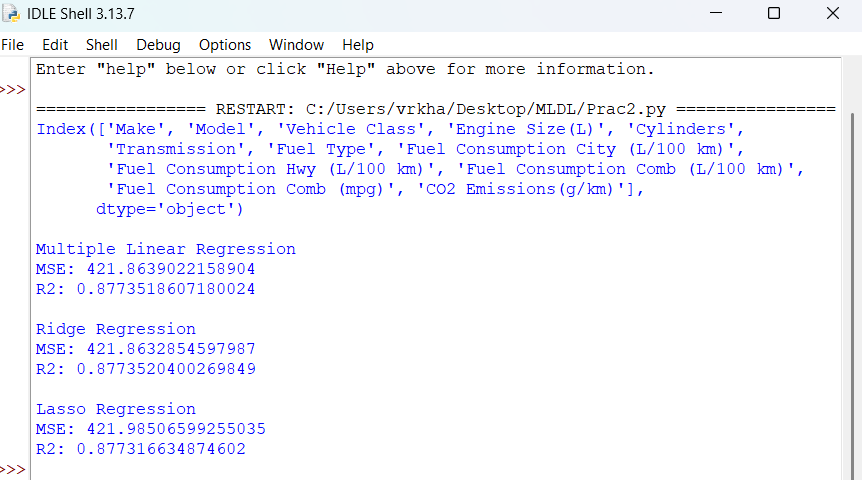 IDLE Shell 3.13.7
File Edit Shell Debug Options Window Help
Enter "help" below or click "Help" above for more information.
>>>
================= RESTART: C:/Users/vrkha/Desktop/MLDL/Prac2.py ================
Index(['Make', 'Model', 'Vehicle Class', 'Engine Size(L)', 'Cylinders',
       'Transmission', 'Fuel Type', 'Fuel Consumption City (L/100 km)',
       'Fuel Consumption Hwy (L/100 km)', 'Fuel Consumption Comb (L/100 km)',
       'Fuel Consumption Comb (mpg)', 'CO2 Emissions(g/km)'],
      dtype='object')
Multiple Linear Regression
MSE: 421.8639022158904
R2: 0.8773518607180024
Ridge Regression
MSE: 421.8632854597987
R2: 0.8773520400269849
Lasso Regression
MSE: 421.98506599255035
R2: 0.877316634874602
>>>